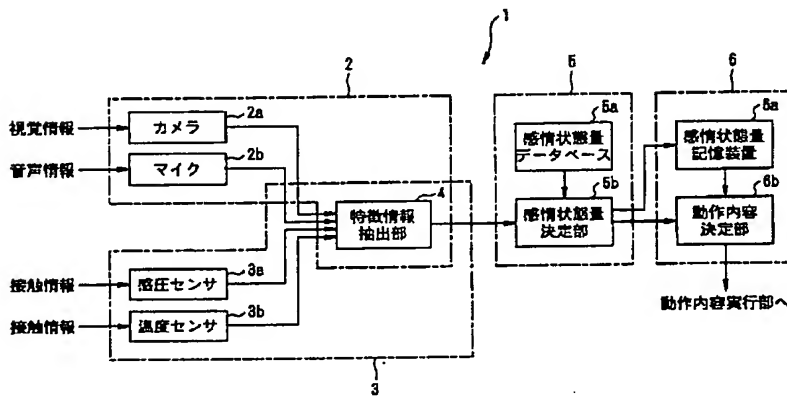 1
2
5
6
視覚情報
カメラ
2a
音声情報
マイク
2b
特徴情報
抽出部
4
感情状態量
データベース
5a
感情状態量
決定部
5b
感情状態量
記憶装置
6a
動作内容
決定部
6b
接触情報
感圧センサ
3a
接触情報
温度センサ
3b
動作内容実行部へ
3